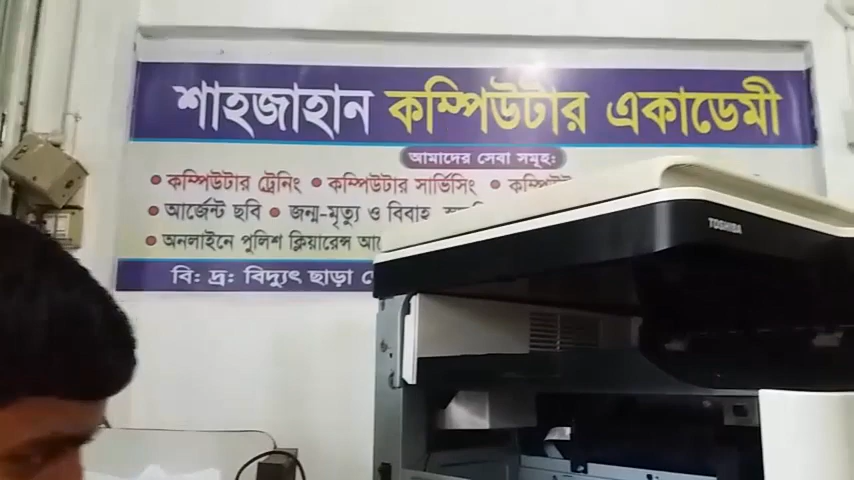 শাহজাহান কম্পিউটার একাডেমী
আমাদের সেবা সমূহ:
• কম্পিউটার ট্রেনিং • কম্পিউটার সার্ভিসিং •
• আর্জেন্ট ছবি • জন্ম-মৃত্যু ও বিবাহ
• অনলাইনে পুলিশ ক্লিয়ারেন্স
বি: দ্র: বিদ্যুৎ ছাড়া
TOSHIBA